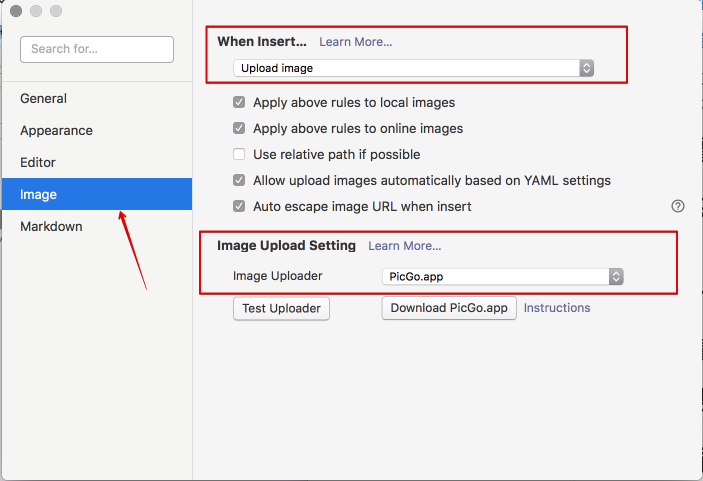 Search for...
General
Appearance
Editor
Image
Markdown
When Insert... Learn More...
Upload image
Apply above rules to local images
Apply above rules to online images
Use relative path if possible
Allow upload images automatically based on YAML settings
Auto escape image URL when insert ?
Image Upload Setting Learn More...
Image Uploader PicGo.app
Test Uploader Download PicGo.app Instructions